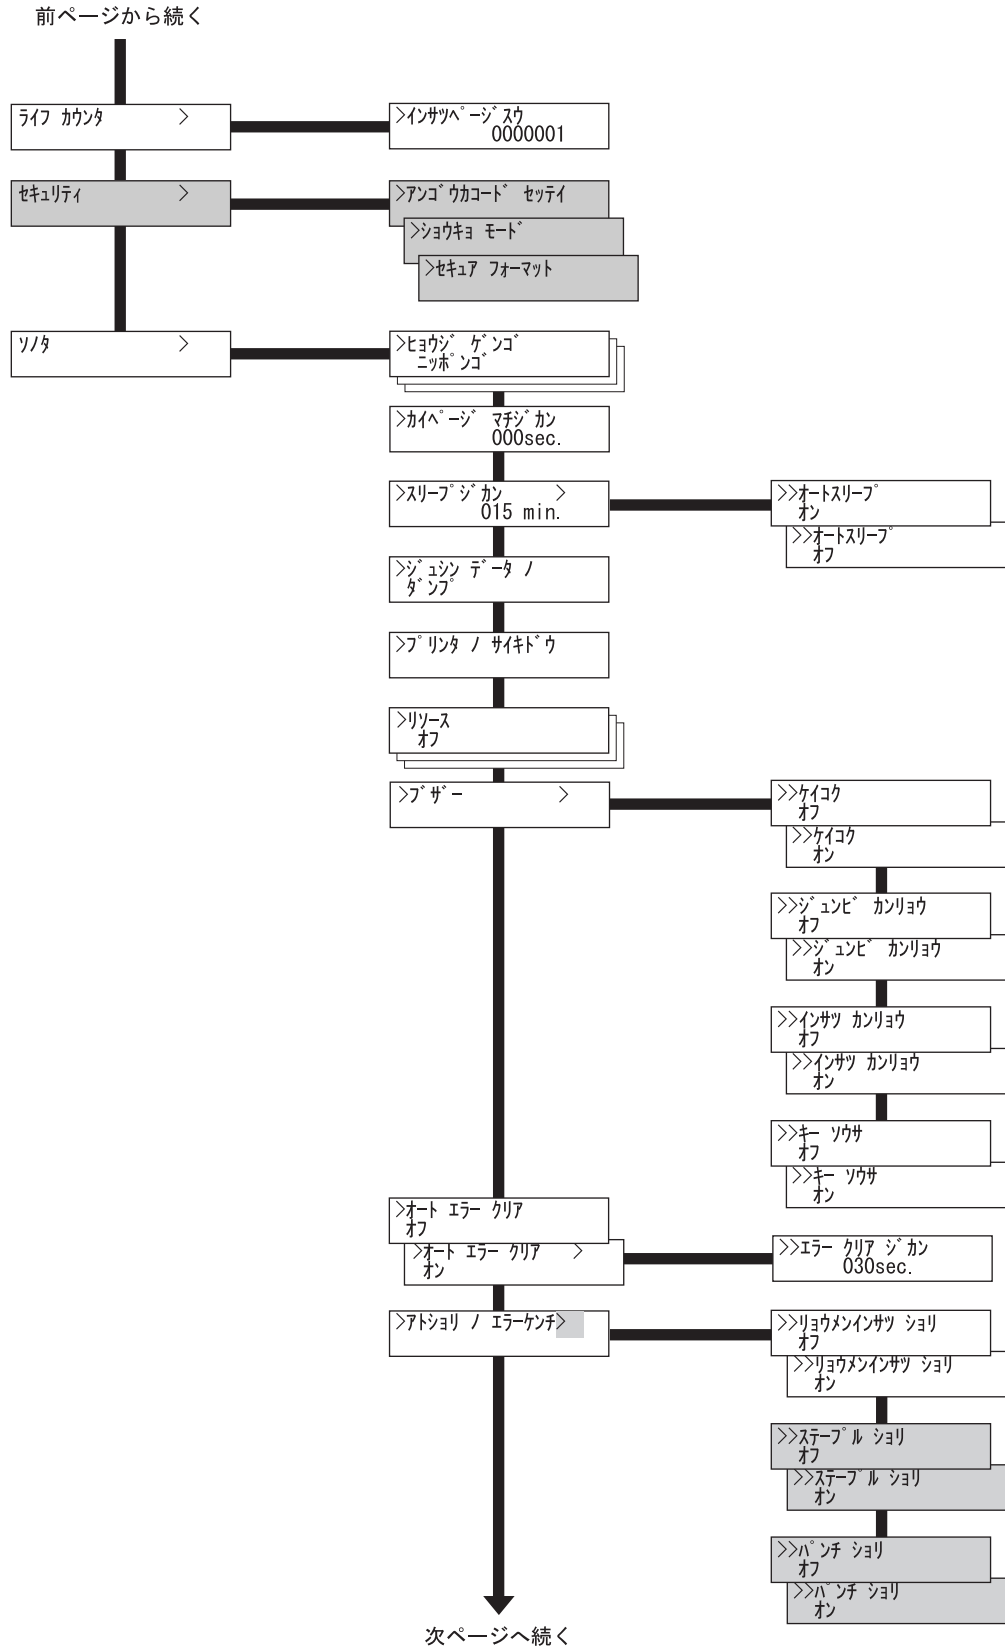 前ページから続く
ﾗｲﾌ ｶｳﾝﾀ >
>ｲﾝｻﾂﾍﾟｰｼﾞｽｳ
0000001
ｾｷｭﾘﾃｨ >
>ｱﾝｺﾞｳｶｺｰﾄﾞ ｾｯﾃｲ
>ｼｮｳｷｮ ﾓｰﾄﾞ
>ｾｷｭｱ ﾌｫｰﾏｯﾄ
ｿﾉﾀ >
>ﾋｮｳｼﾞ ｹﾞﾝｺﾞ
ﾆｯﾎﾟﾝｺﾞ
>ｶｲﾍﾟｰｼﾞ ﾏﾁｼﾞｶﾝ
000sec.
>ｽﾘｰﾌﾟｼﾞｶﾝ >
015 min.
>>ｵｰﾄｽﾘｰﾌﾟ
ｵﾝ
>>ｵｰﾄｽﾘｰﾌﾟ
ｵﾌ
>ｼﾞｭｼﾝ ﾃﾞｰﾀ ﾉ
ﾀﾞﾝﾌﾟ
>ﾌﾟﾘﾝﾀ ﾉ ｻｲｷﾄﾞｳ
>ﾘｿｰｽ
ｵﾌ
>ﾌﾞｻﾞｰ >
>>ｹｲｺｸ
ｵﾌ
>>ｹｲｺｸ
ｵﾝ
>>ｼﾞｭﾝﾋﾞ ｶﾝﾘｮｳ
ｵﾌ
>>ｼﾞｭﾝﾋﾞ ｶﾝﾘｮｳ
ｵﾝ
>>ｲﾝｻﾂ ｶﾝﾘｮｳ
ｵﾌ
>>ｲﾝｻﾂ ｶﾝﾘｮｳ
ｵﾝ
>>ｷｰ ｿｳｻ
ｵﾌ
>>ｷｰ ｿｳｻ
ｵﾝ
>ｵｰﾄ ｴﾗｰ ｸﾘｱ
ｵﾌ
>ｵｰﾄ ｴﾗｰ ｸﾘｱ >
ｵﾝ
>>ｴﾗｰ ｸﾘｱ ｼﾞｶﾝ
030sec.
>ｱﾄｼｮﾘ ﾉ ｴﾗｰｹﾝﾁ>
>>ﾘｮｳﾒﾝｲﾝｻﾂ ｼｮﾘ
ｵﾌ
>>ﾘｮｳﾒﾝｲﾝｻﾂ ｼｮﾘ
ｵﾝ
>>ｽﾃｰﾌﾟﾙ ｼｮﾘ
ｵﾌ
>>ｽﾃｰﾌﾟﾙ ｼｮﾘ
ｵﾝ
>>ﾊﾟﾝﾁ ｼｮﾘ
ｵﾌ
>>ﾊﾟﾝﾁ ｼｮﾘ
ｵﾝ
次ページへ続く